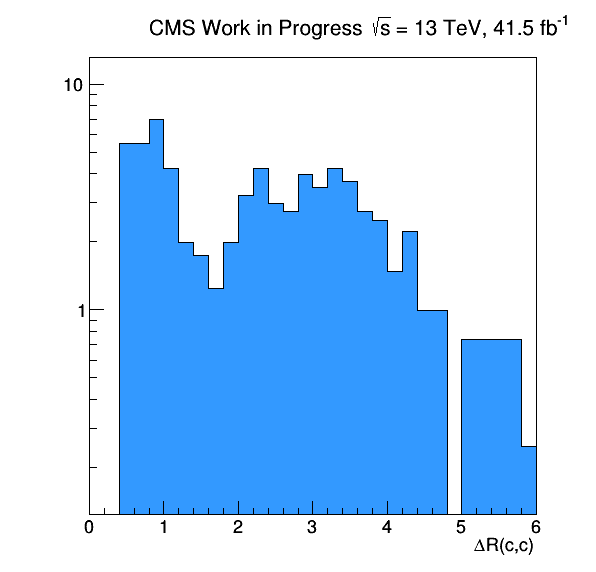 CMS Work in Progress √s = 13 TeV, 41.5 fb⁻¹
10
1
0 1 2 3 4 5 6
ΔR(c,c)